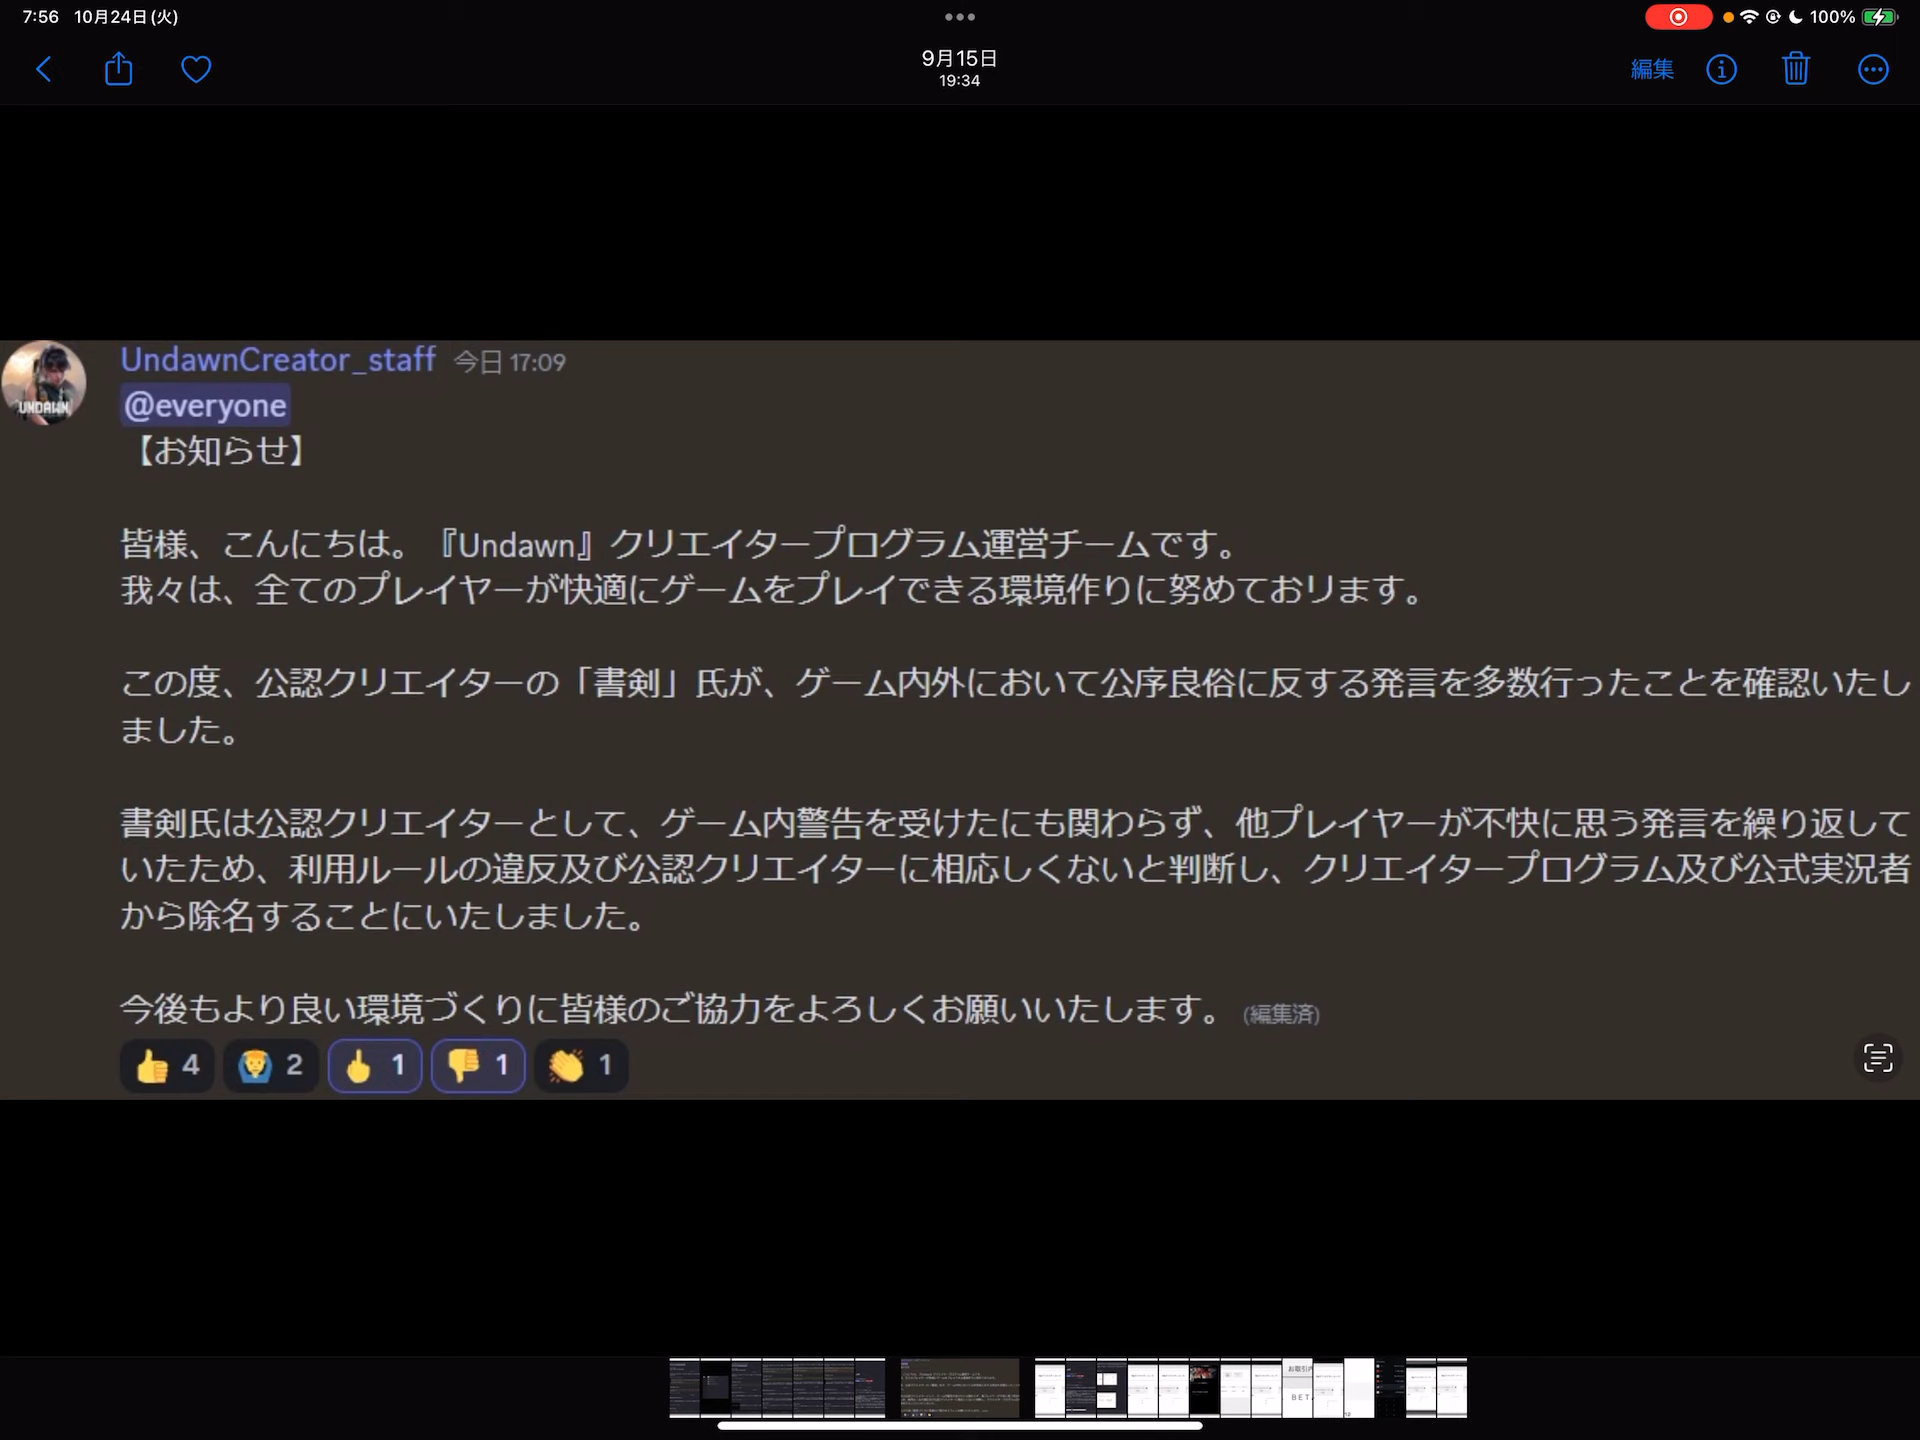 7:56 10月24日(火)
100%
9月15日
19:34
編集
UNDAWN
UndawnCreator_staff 今日 17:09
@everyone
【お知らせ】
皆様、こんにちは。『Undawn』クリエイタープログラム運営チームです。
我々は、全てのプレイヤーが快適にゲームをプレイできる環境作りに努めております。
この度、公認クリエイターの「書剣」氏が、ゲーム内外において公序良俗に反する発言を多数行ったことを確認いたし
ました。
書剣氏は公認クリエイターとして、ゲーム内警告を受けたにも関わらず、他プレイヤーが不快に思う発言を繰り返して
いたため、利用ルールの違反及び公認クリエイターに相応しくないと判断し、クリエイタープログラム及び公式実況者
から除名することにいたしました。
今後もより良い環境づくりに皆様のご協力をよろしくお願いいたします。 (編集済)
4 2 1 1 1